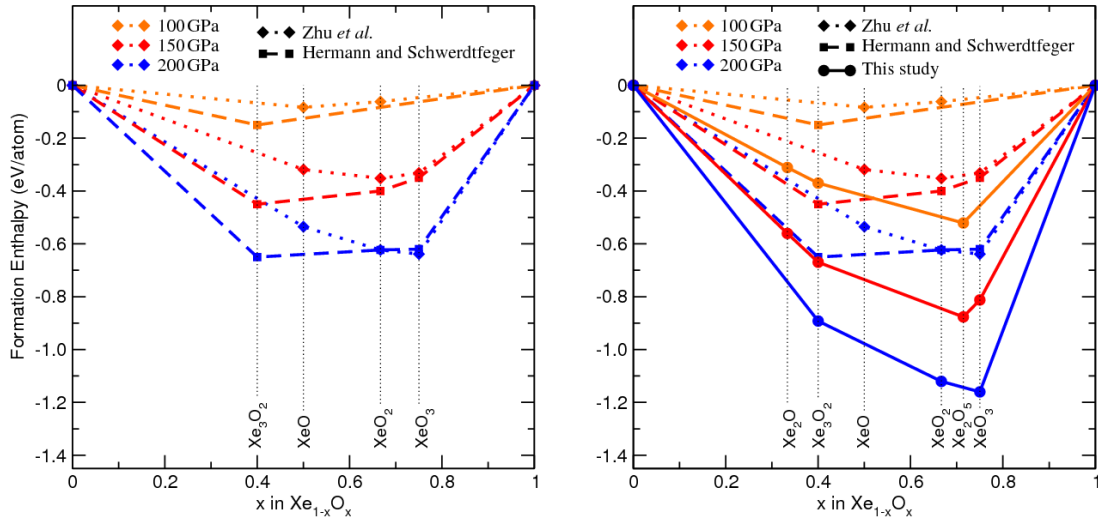 100 GPa
150 GPa
200 GPa
Zhu et al.
Hermann and Schwerdtfeger
0
-0.2
-0.4
-0.6
-0.8
-1.0
-1.2
-1.4
Formation Enthalpy (eV/atom)
Xe₃O₂
XeO
XeO₂
XeO₃
0 0.2 0.4 0.6 0.8 1
x in Xe₁₋ₓOₓ
100 GPa
150 GPa
200 GPa
Zhu et al.
Hermann and Schwerdtfeger
This study
0
-0.2
-0.4
-0.6
-0.8
-1.0
-1.2
-1.4
Xe₂O
Xe₃O₂
XeO
XeO₂
Xe₂O₅
XeO₃
0 0.2 0.4 0.6 0.8 1
x in Xe₁₋ₓOₓ